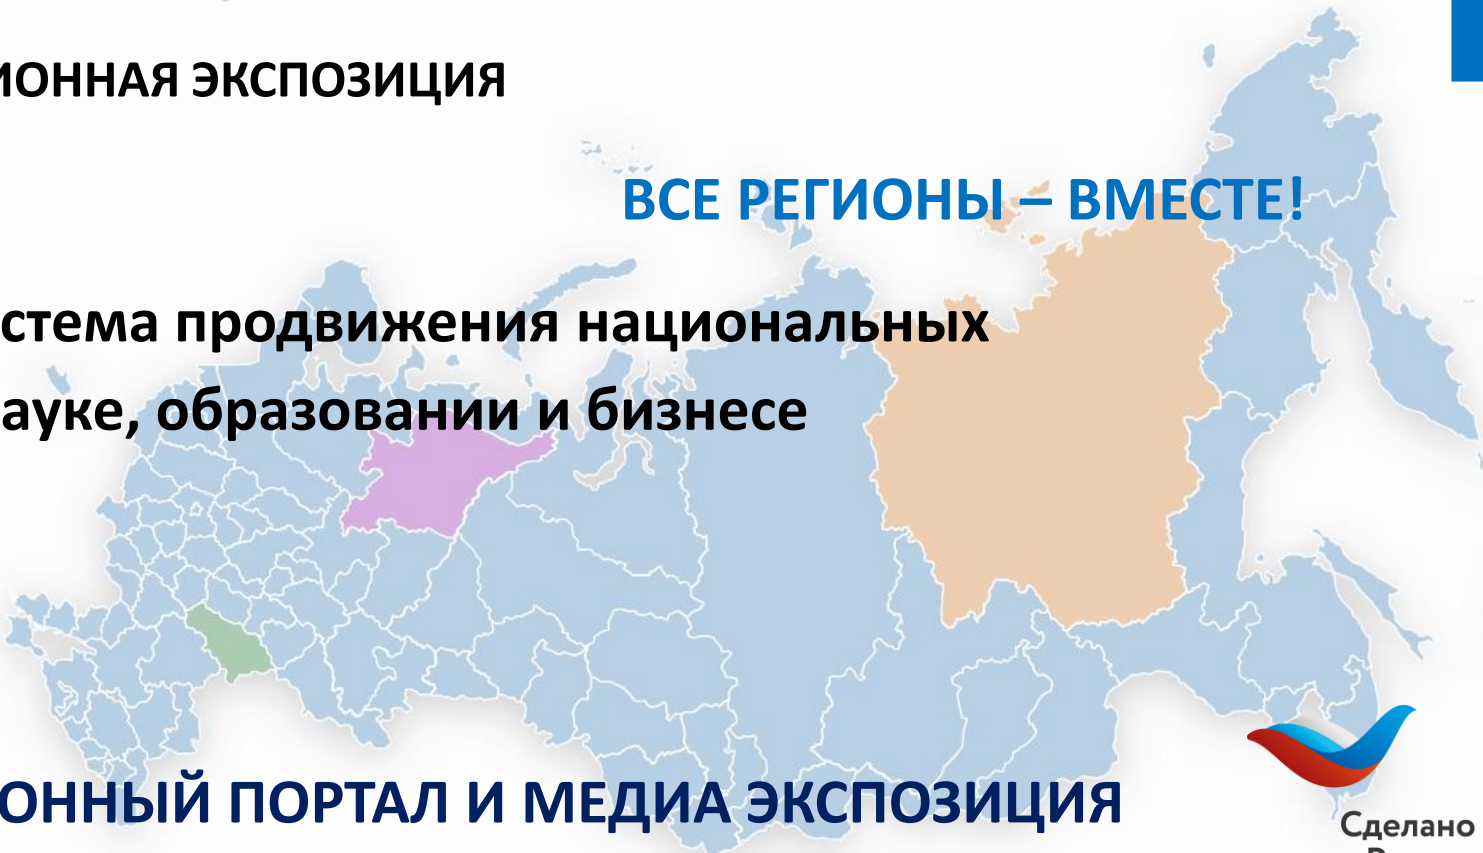 ИОННАЯ ЭКСПОЗИЦИЯ
ВСЕ РЕГИОНЫ – ВМЕСТЕ!
стема продвижения национальных
ауке, образовании и бизнесе
ОННЫЙ ПОРТАЛ И МЕДИА ЭКСПОЗИЦИЯ
Сделано